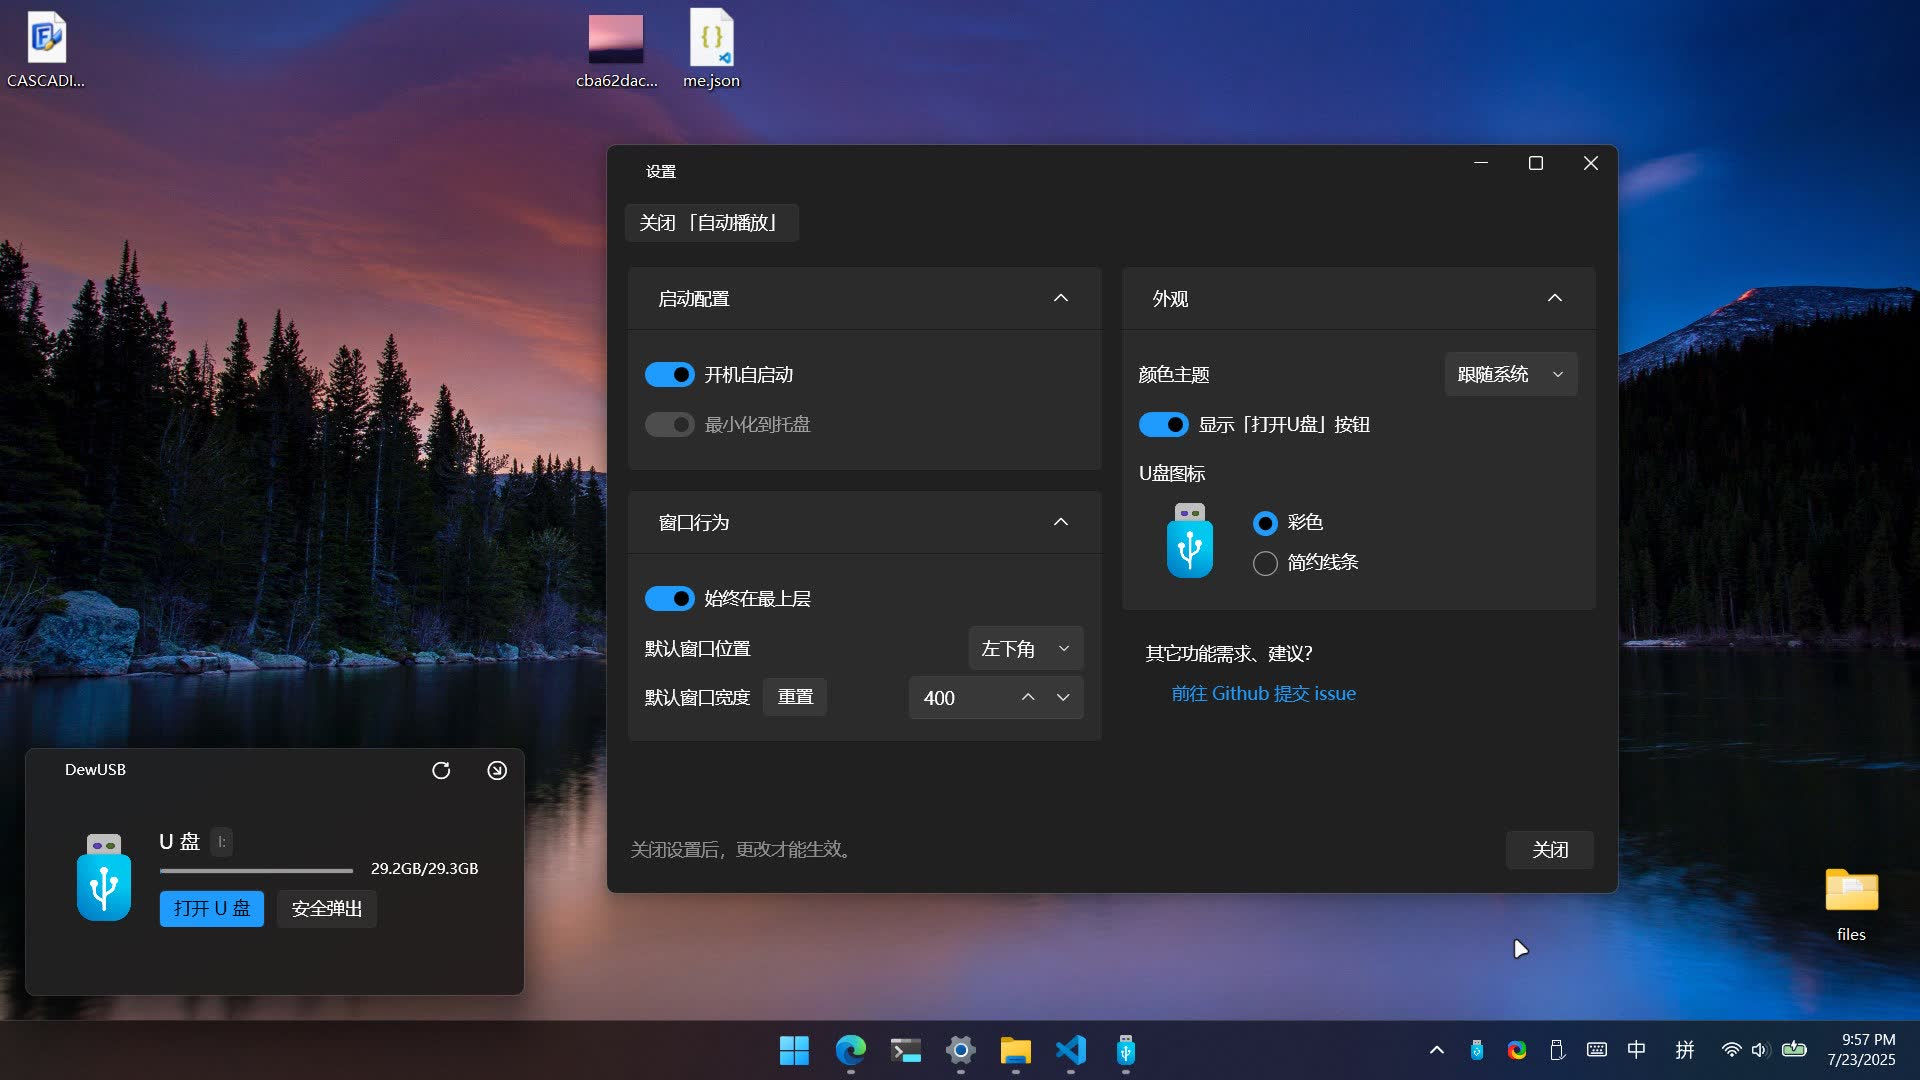 CASCADI...
cba62dac...
me.json
设置
关闭「自动播放」
启动配置
开机自启动
最小化到托盘
窗口行为
始终在最上层
默认窗口位置
左下角
默认窗口宽度
重置
400
外观
颜色主题
跟随系统
显示「打开U盘」按钮
U盘图标
彩色
简约线条
其它功能需求、建议?
前往 Github 提交 issue
关闭设置后，更改才能生效。
关闭
DewUSB
U 盘
I:
29.2GB/29.3GB
打开 U 盘
安全弹出
files
中
拼
9:57 PM
7/23/2025